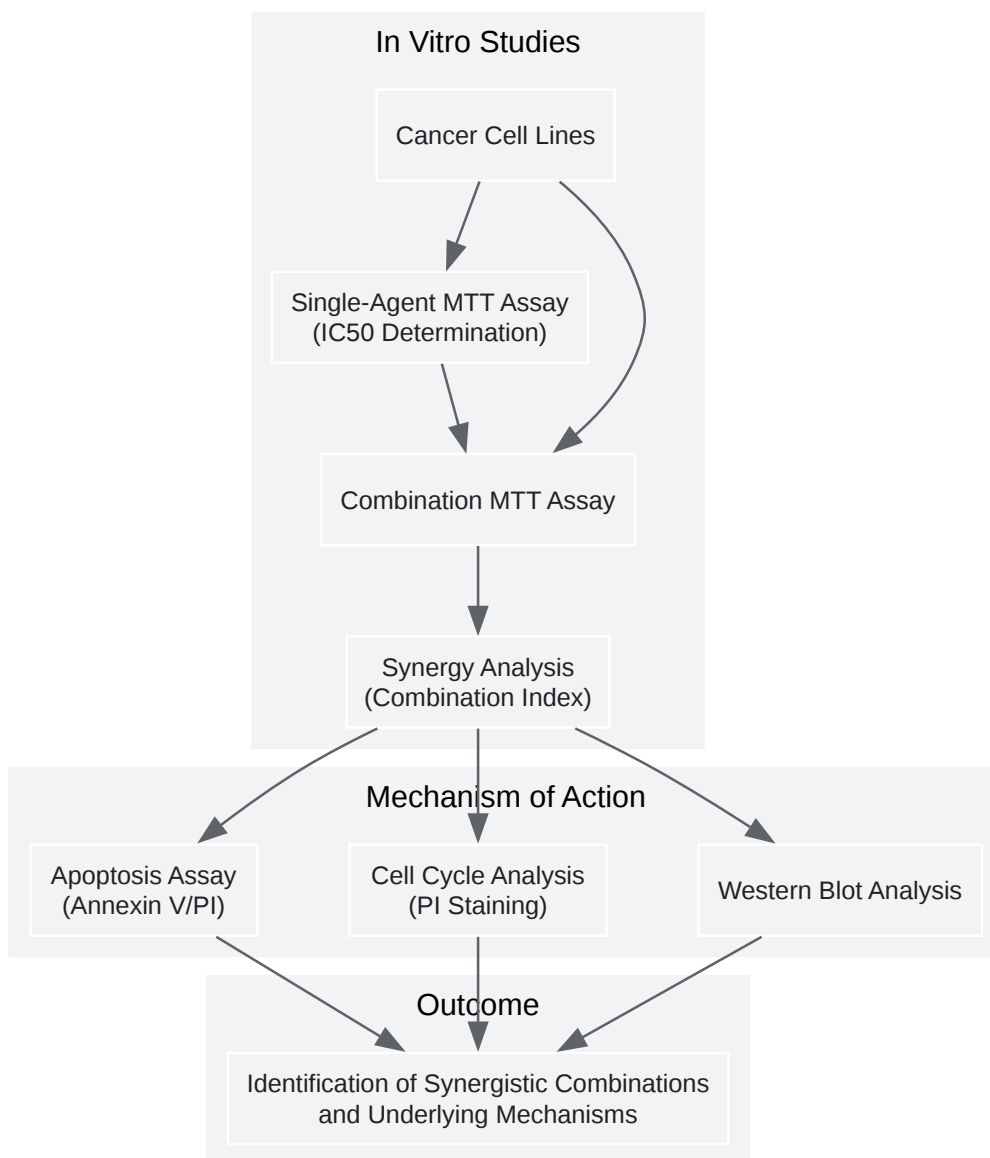 In Vitro Studies
Cancer Cell Lines
Single-Agent MTT Assay
(IC50 Determination)
Combination MTT Assay
Synergy Analysis
(Combination Index)
Mechanism of Action
Apoptosis Assay
(Annexin V/PI)
Cell Cycle Analysis
(PI Staining)
Western Blot Analysis
Outcome
Identification of Synergistic Combinations
and Underlying Mechanisms